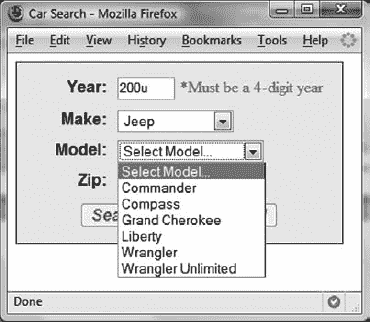 Car Search - Mozilla Firefox
File Edit View History Bookmarks Tools Help
Year: 200u *Must be a 4-digit year
Make: Jeep
Model: Select Model...
Select Model...
Zip:
Commander
Compass
Grand Cherokee
Liberty
Wrangler
Wrangler Unlimited
Done